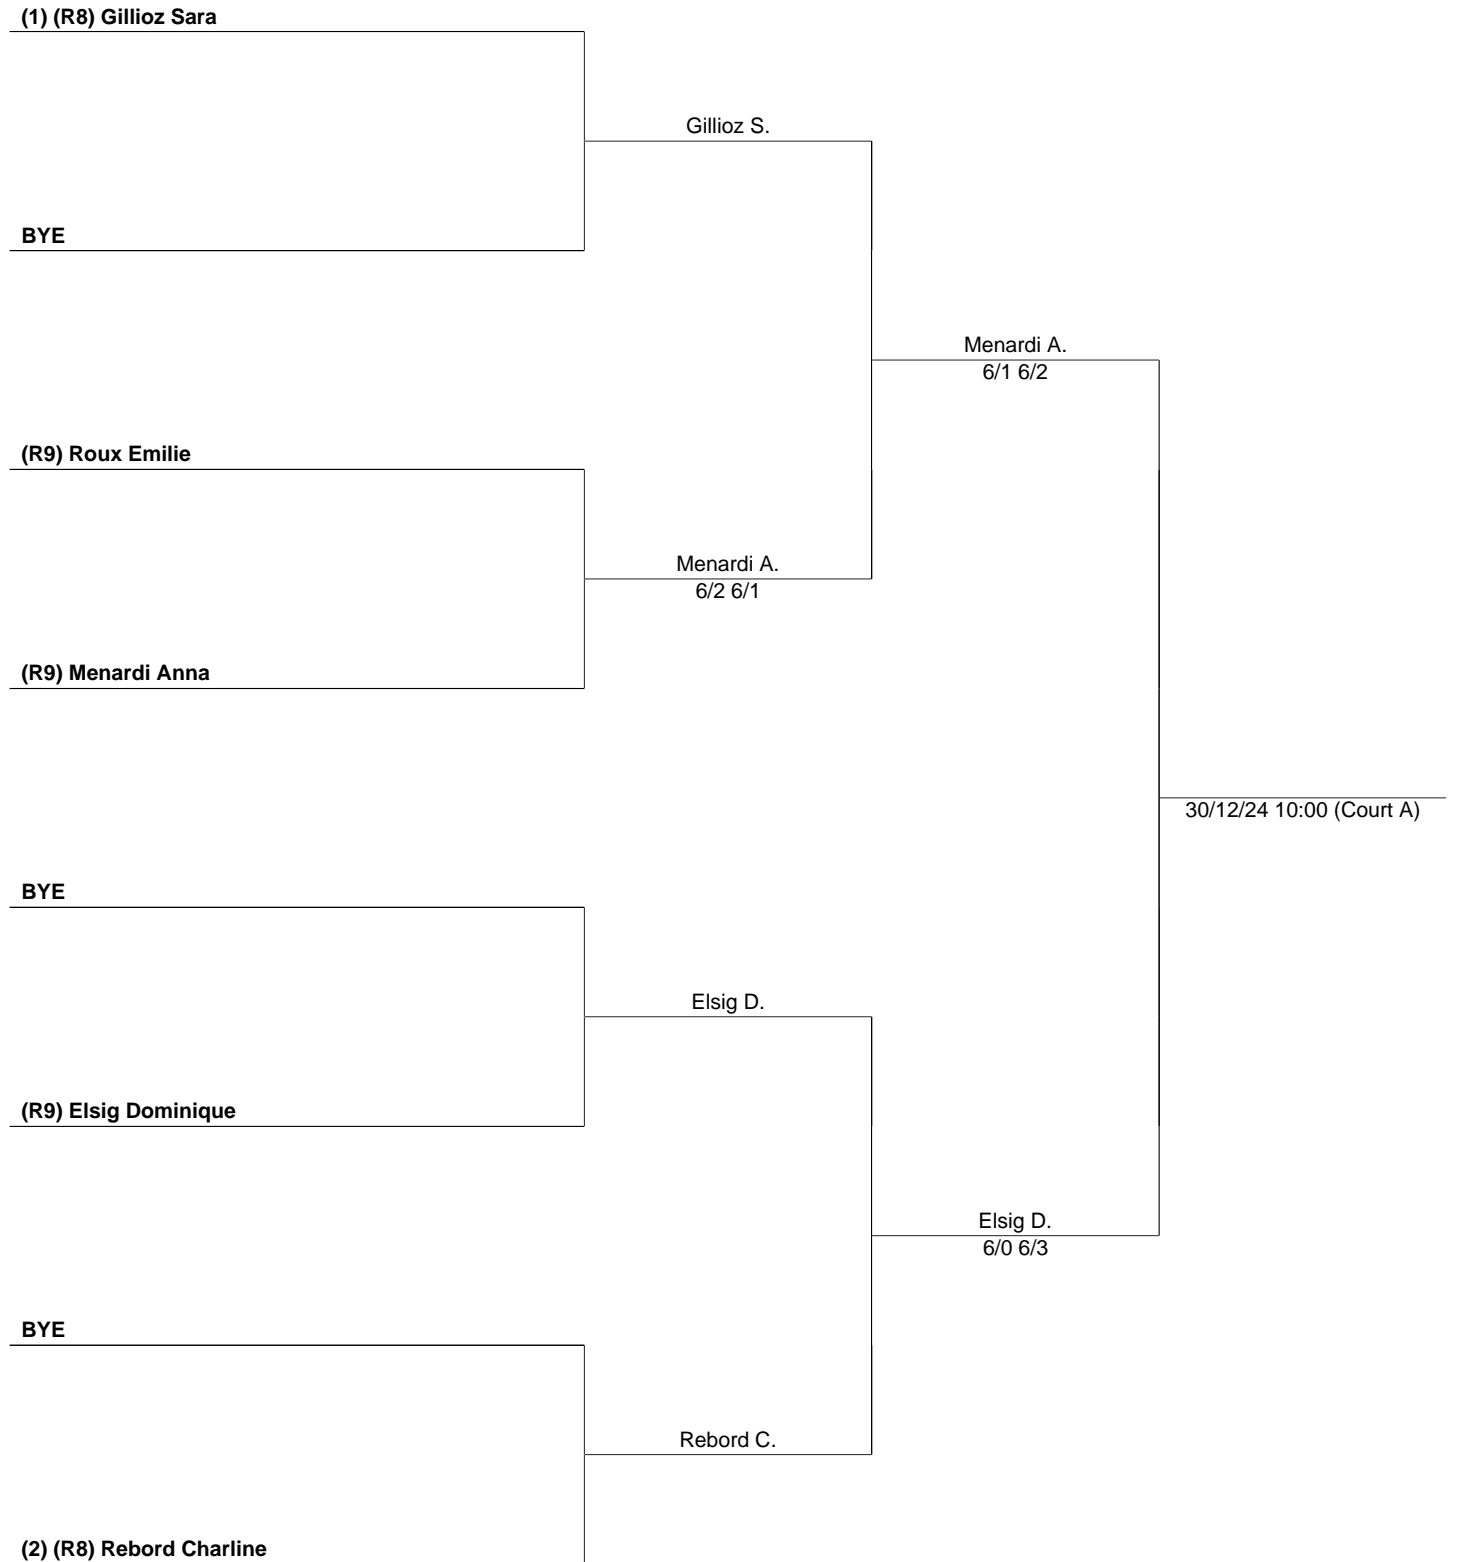 (1) (R8) Gillioz Sara
Gillioz S.
BYE
Menardi A.
6/1 6/2
(R9) Roux Emilie
Menardi A.
6/2 6/1
(R9) Menardi Anna
30/12/24 10:00 (Court A)
BYE
Elsig D.
(R9) Elsig Dominique
Elsig D.
6/0 6/3
BYE
Rebord C.
(2) (R8) Rebord Charline